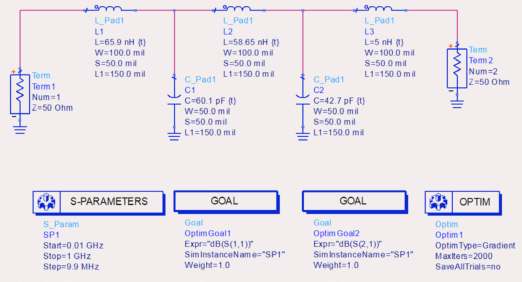 L_Pad1
L1
L=65.9 nH {t}
W=100.0 mil
S=50.0 mil
L1=150.0 mil
L_Pad1
L2
L=58.65 nH {t}
W=100.0 mil
S=50.0 mil
L1=150.0 mil
L_Pad1
L3
L=5 nH {t}
W=100.0 mil
S=50.0 mil
L1=150.0 mil
Term
Term1
Num=1
Z=50 Ohm
C_Pad1
C1
C=60.1 pF {t}
W=50.0 mil
S=50.0 mil
L1=150.0 mil
C_Pad1
C2
C=42.7 pF {t}
W=50.0 mil
S=50.0 mil
L1=150.0 mil
Term
Term2
Num=2
Z=50 Ohm
S-PARAMETERS
S_Param
SP1
Start=0.01 GHz
Stop=1 GHz
Step=9.9 MHz
GOAL
Goal
OptimGoal1
Expr="dB(S(1,1))"
SimInstanceName="SP1"
Weight=1.0
GOAL
Goal
OptimGoal2
Expr="dB(S(2,1))"
SimInstanceName="SP1"
Weight=1.0
OPTIM
Optim
Optim1
OptimType=Gradient
MaxIters=2000
SaveAllTrials=no